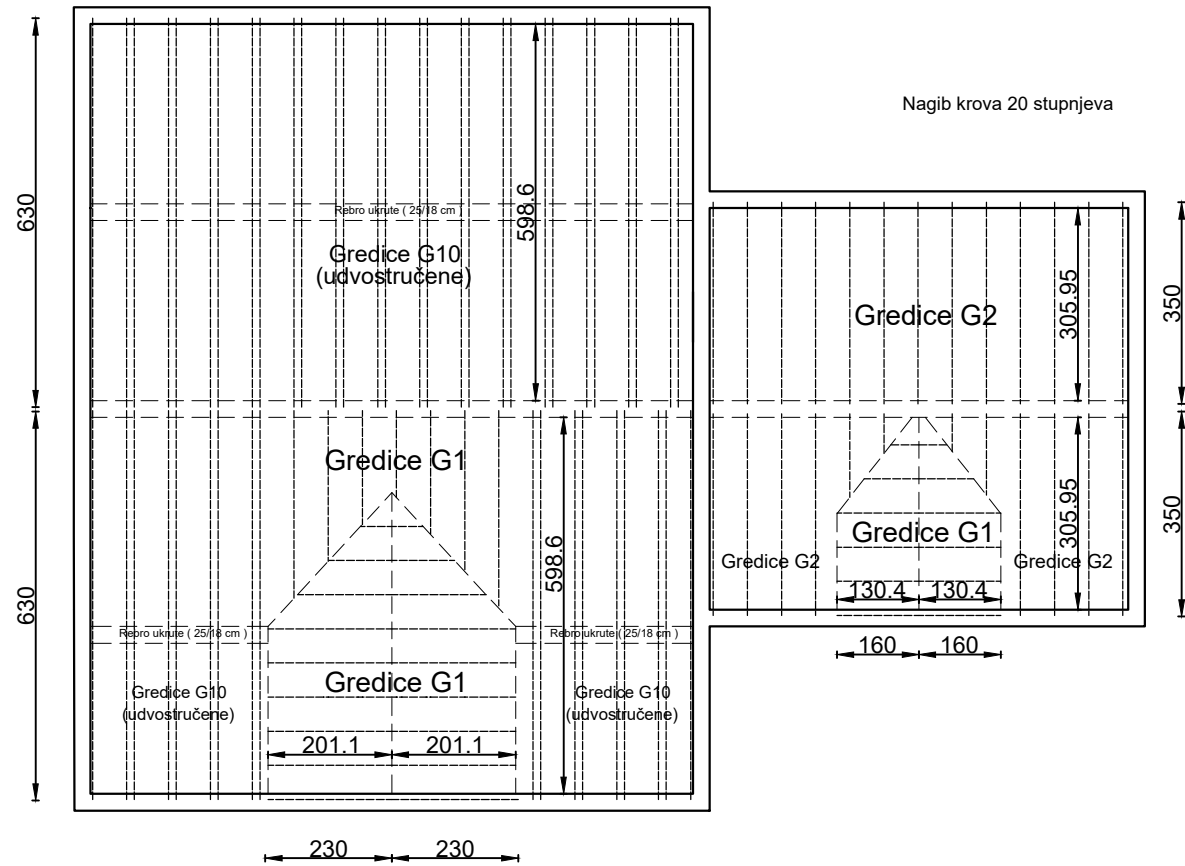 Nagib krova 20 stupnjeva
630
598.6
Rebro ukrute ( 25/18 cm )
Gredice G10
(udvostručene)
Gredice G2
305.95
350
Gredice G1
630
598.6
Gredice G1
305.95
350
Gredice G2
Gredice G2
130.4
130.4
160
160
Rebro ukrute ( 25/18 cm )
Rebro ukrute ( 25/18 cm )
Gredice G1
Gredice G10
(udvostručene)
Gredice G10
(udvostručene)
201.1
201.1
230
230